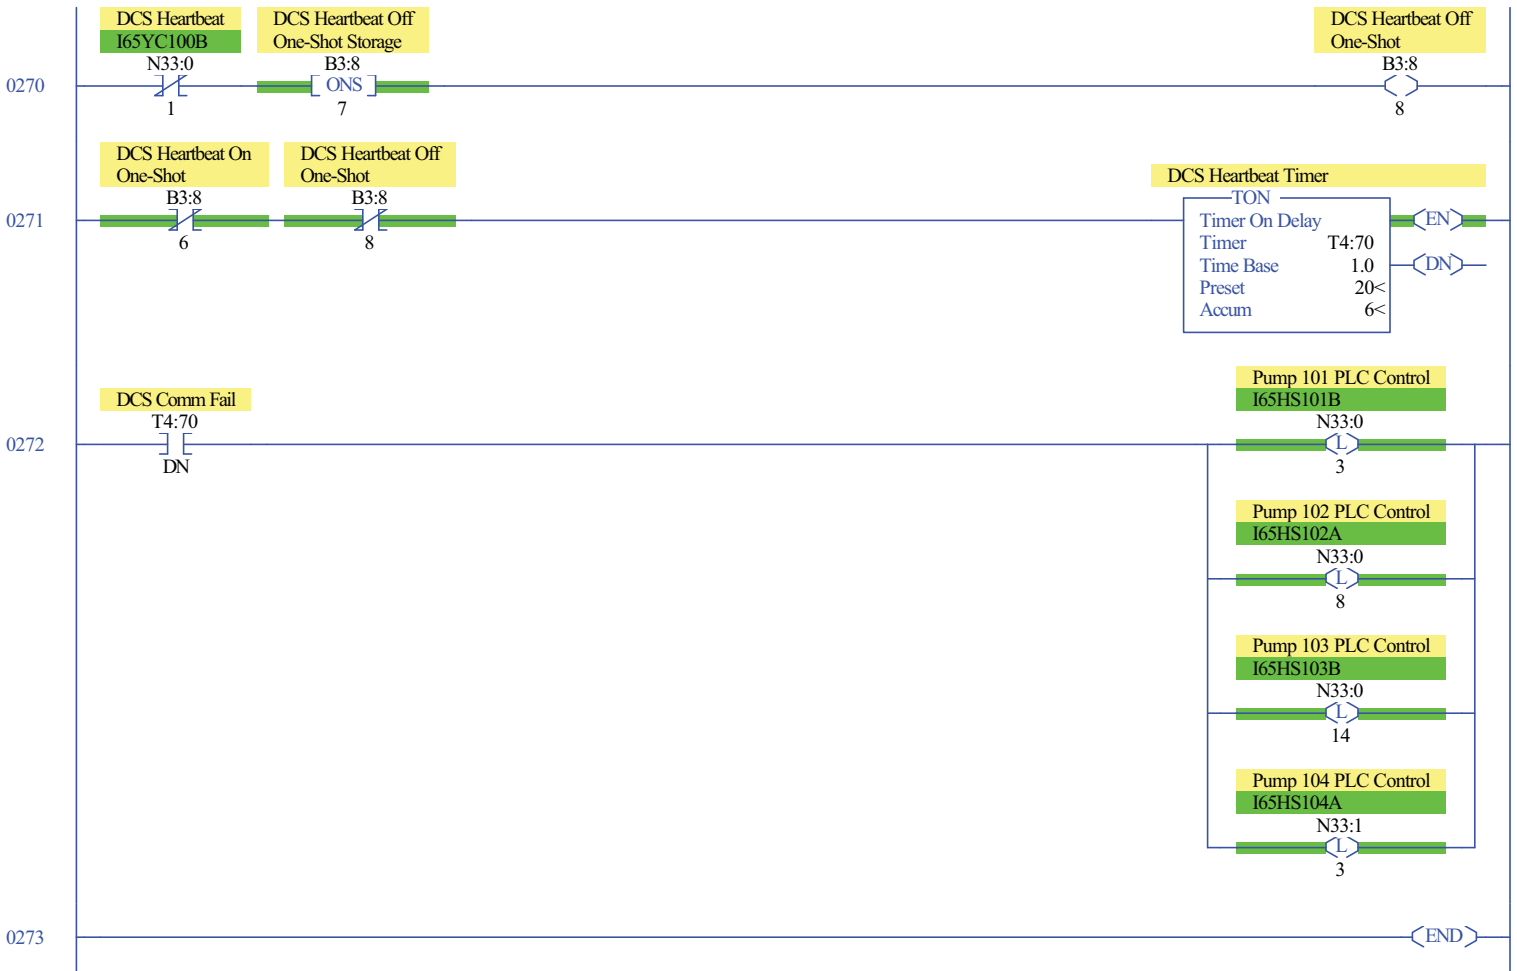 DCS Heartbeat
I65YC100B
N33:0
1
DCS Heartbeat Off
One-Shot Storage
B3:8
ONS
7
DCS Heartbeat Off
One-Shot
B3:8
8
0270
DCS Heartbeat On
One-Shot
B3:8
6
DCS Heartbeat Off
One-Shot
B3:8
8
DCS Heartbeat Timer
TON
Timer On Delay
Timer T4:70
Time Base 1.0
Preset 20<
Accum 6<
EN
DN
0271
DCS Comm Fail
T4:70
DN
0272
Pump 101 PLC Control
I65HS101B
N33:0
L
3
Pump 102 PLC Control
I65HS102A
N33:0
L
8
Pump 103 PLC Control
I65HS103B
N33:0
L
14
Pump 104 PLC Control
I65HS104A
N33:1
L
3
0273
END